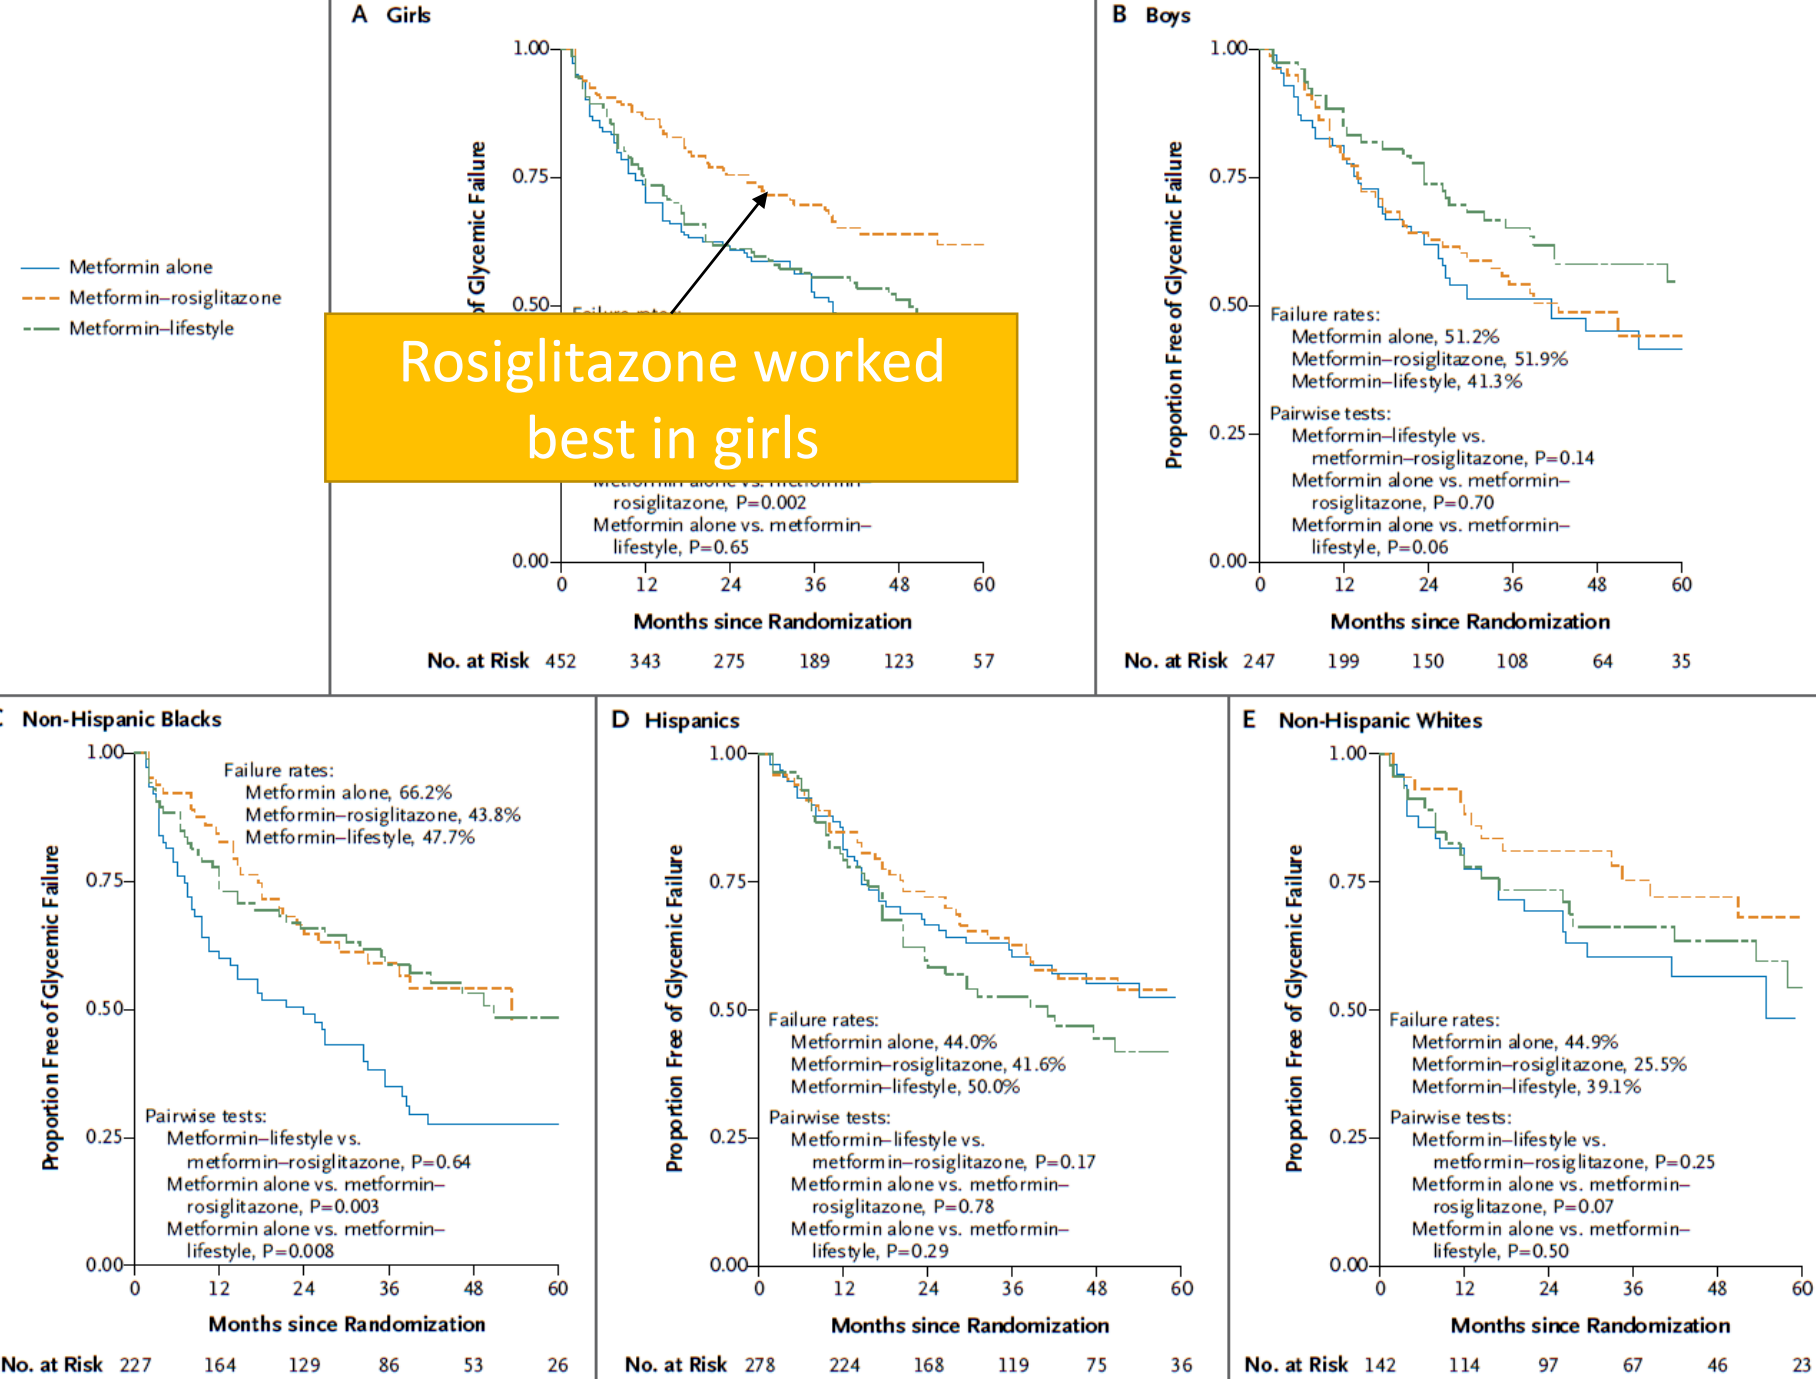 Metformin alone
Metformin–rosiglitazone
Metformin–lifestyle
A Girls
1.00
0.75
0.50
0.00
of Glycemic Failure
Rosiglitazone worked
best in girls
rosiglitazone, P=0.002
Metformin alone vs. metformin–
lifestyle, P=0.65
0 12 24 36 48 60
Months since Randomization
No. at Risk 452 343 275 189 123 57
B Boys
1.00
0.75
0.50
0.25
0.00
Proportion Free of Glycemic Failure
Failure rates:
Metformin alone, 51.2%
Metformin–rosiglitazone, 51.9%
Metformin–lifestyle, 41.3%
Pairwise tests:
Metformin–lifestyle vs.
metformin–rosiglitazone, P=0.14
Metformin alone vs. metformin–
rosiglitazone, P=0.70
Metformin alone vs. metformin–
lifestyle, P=0.06
0 12 24 36 48 60
Months since Randomization
No. at Risk 247 199 150 108 64 35
Non-Hispanic Blacks
1.00
0.75
0.50
0.25
0.00
Proportion Free of Glycemic Failure
Failure rates:
Metformin alone, 66.2%
Metformin–rosiglitazone, 43.8%
Metformin–lifestyle, 47.7%
Pairwise tests:
Metformin–lifestyle vs.
metformin–rosiglitazone, P=0.64
Metformin alone vs. metformin–
rosiglitazone, P=0.003
Metformin alone vs. metformin–
lifestyle, P=0.008
0 12 24 36 48 60
Months since Randomization
No. at Risk 227 164 129 86 53 26
D Hispanics
1.00
0.75
0.50
0.25
0.00
Proportion Free of Glycemic Failure
Failure rates:
Metformin alone, 44.0%
Metformin–rosiglitazone, 41.6%
Metformin–lifestyle, 50.0%
Pairwise tests:
Metformin–lifestyle vs.
metformin–rosiglitazone, P=0.17
Metformin alone vs. metformin–
rosiglitazone, P=0.78
Metformin alone vs. metformin–
lifestyle, P=0.29
0 12 24 36 48 60
Months since Randomization
No. at Risk 278 224 168 119 75 36
E Non-Hispanic Whites
1.00
0.75
0.50
0.25
0.00
Proportion Free of Glycemic Failure
Failure rates:
Metformin alone, 44.9%
Metformin–rosiglitazone, 25.5%
Metformin–lifestyle, 39.1%
Pairwise tests:
Metformin–lifestyle vs.
metformin–rosiglitazone, P=0.25
Metformin alone vs. metformin–
rosiglitazone, P=0.07
Metformin alone vs. metformin–
lifestyle, P=0.50
0 12 24 36 48 60
Months since Randomization
No. at Risk 142 114 97 67 46 23